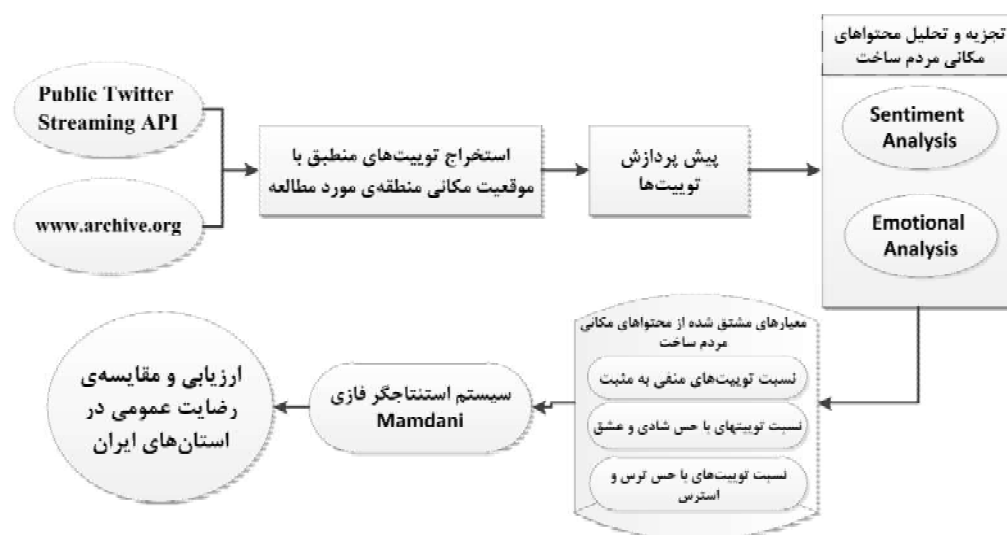 Public Twitter
Streaming API
www.archive.org
استخراج توییت‌های منطبق با
موقعیت مکانی منطقه‌ی مورد مطالعه
پیش پردازش
توییت‌ها
تجزیه و تحلیل محتواهای
مکانی مردم ساخت
Sentiment
Analysis
Emotional
Analysis
معیارهای مشتق شده از محتواهای مکانی
مردم ساخت
نسبت توییت‌های منفی به مثبت
نسبت توییتهای با حس شادی و عشق
نسبت توییت‌های با حس ترس و
استرس
سیستم استنتاجگر فازی
Mamdani
ارزیابی و مقایسه‌ی
رضایت عمومی در
استان‌های ایران